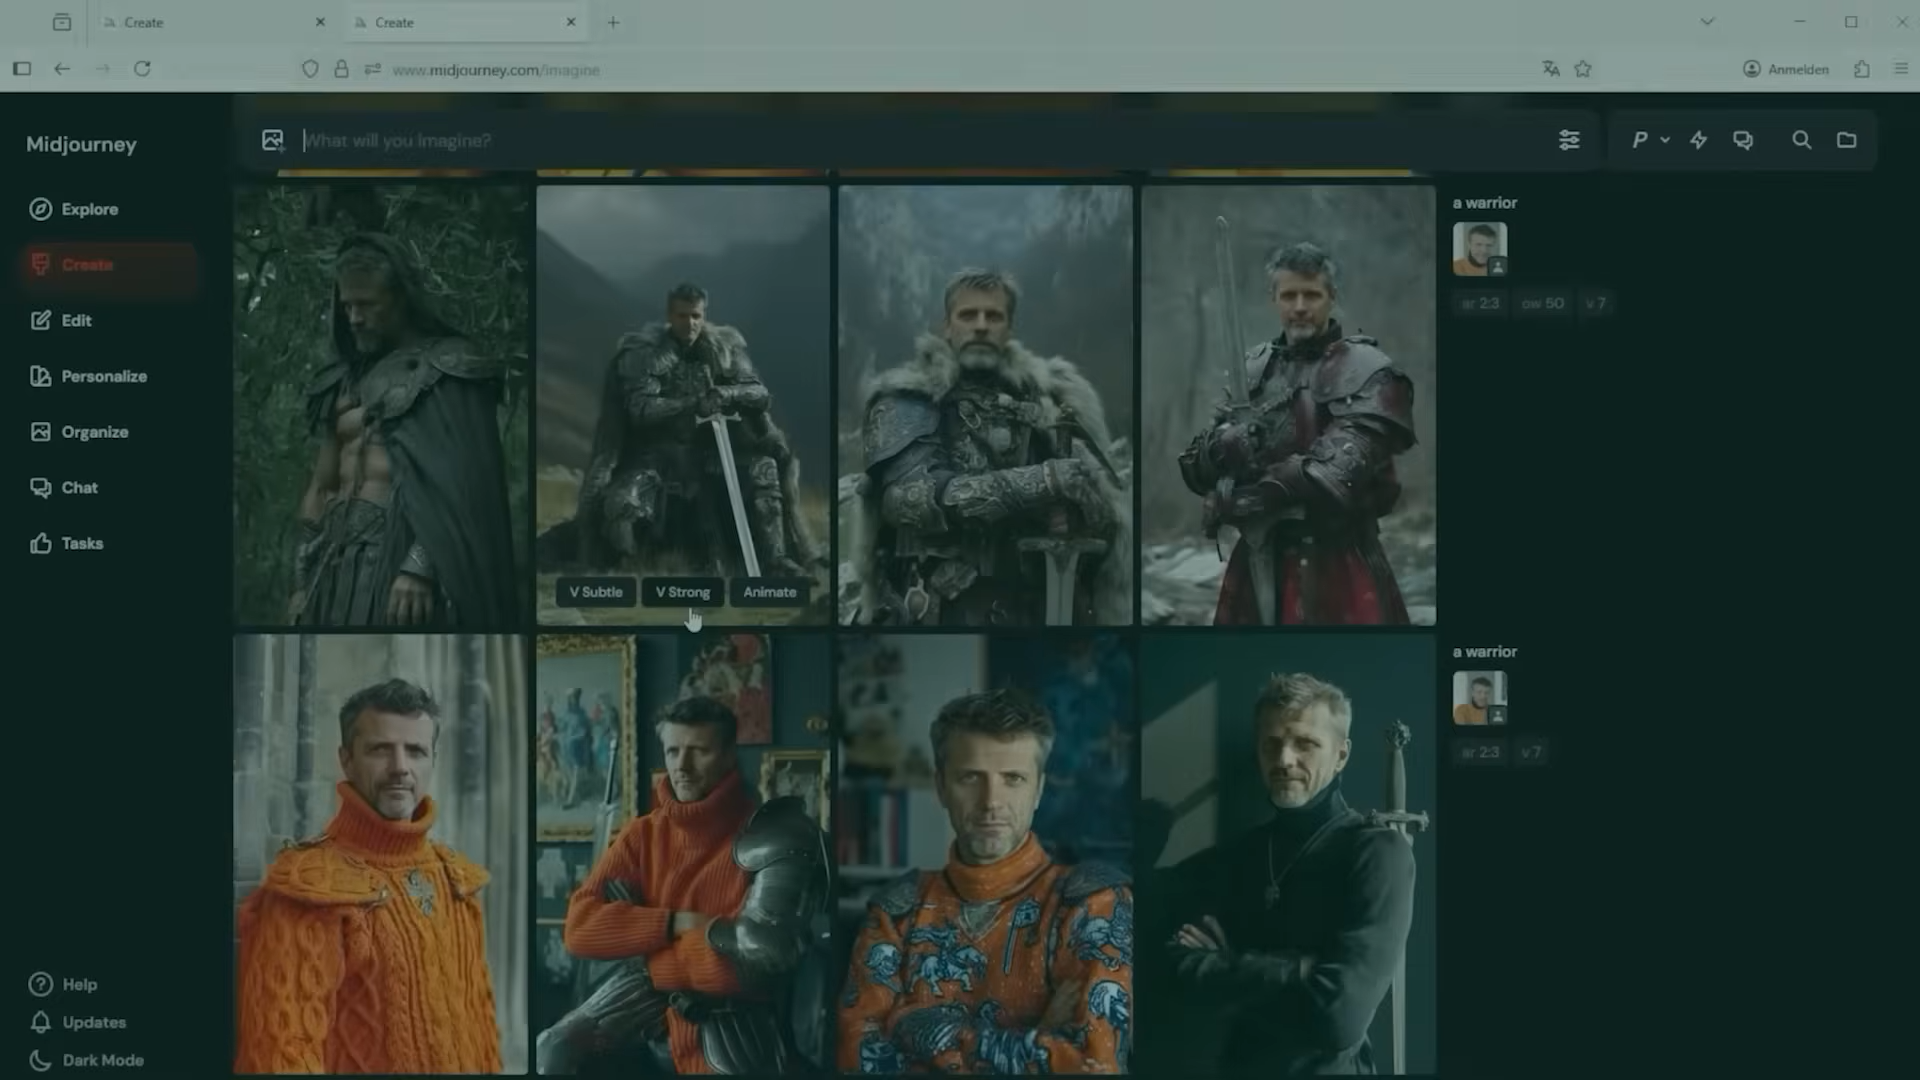 Create
Create
www.midjourney.com/imagine
Anmelden
Midjourney
What will you imagine?
P
Explore
Create
Edit
Personalize
Organize
Chat
Tasks
Help
Updates
Dark Mode
V Subtle
V Strong
Animate
a warrior
ar 2:3
ow 50
v 7
a warrior
ar 2:3
v 7